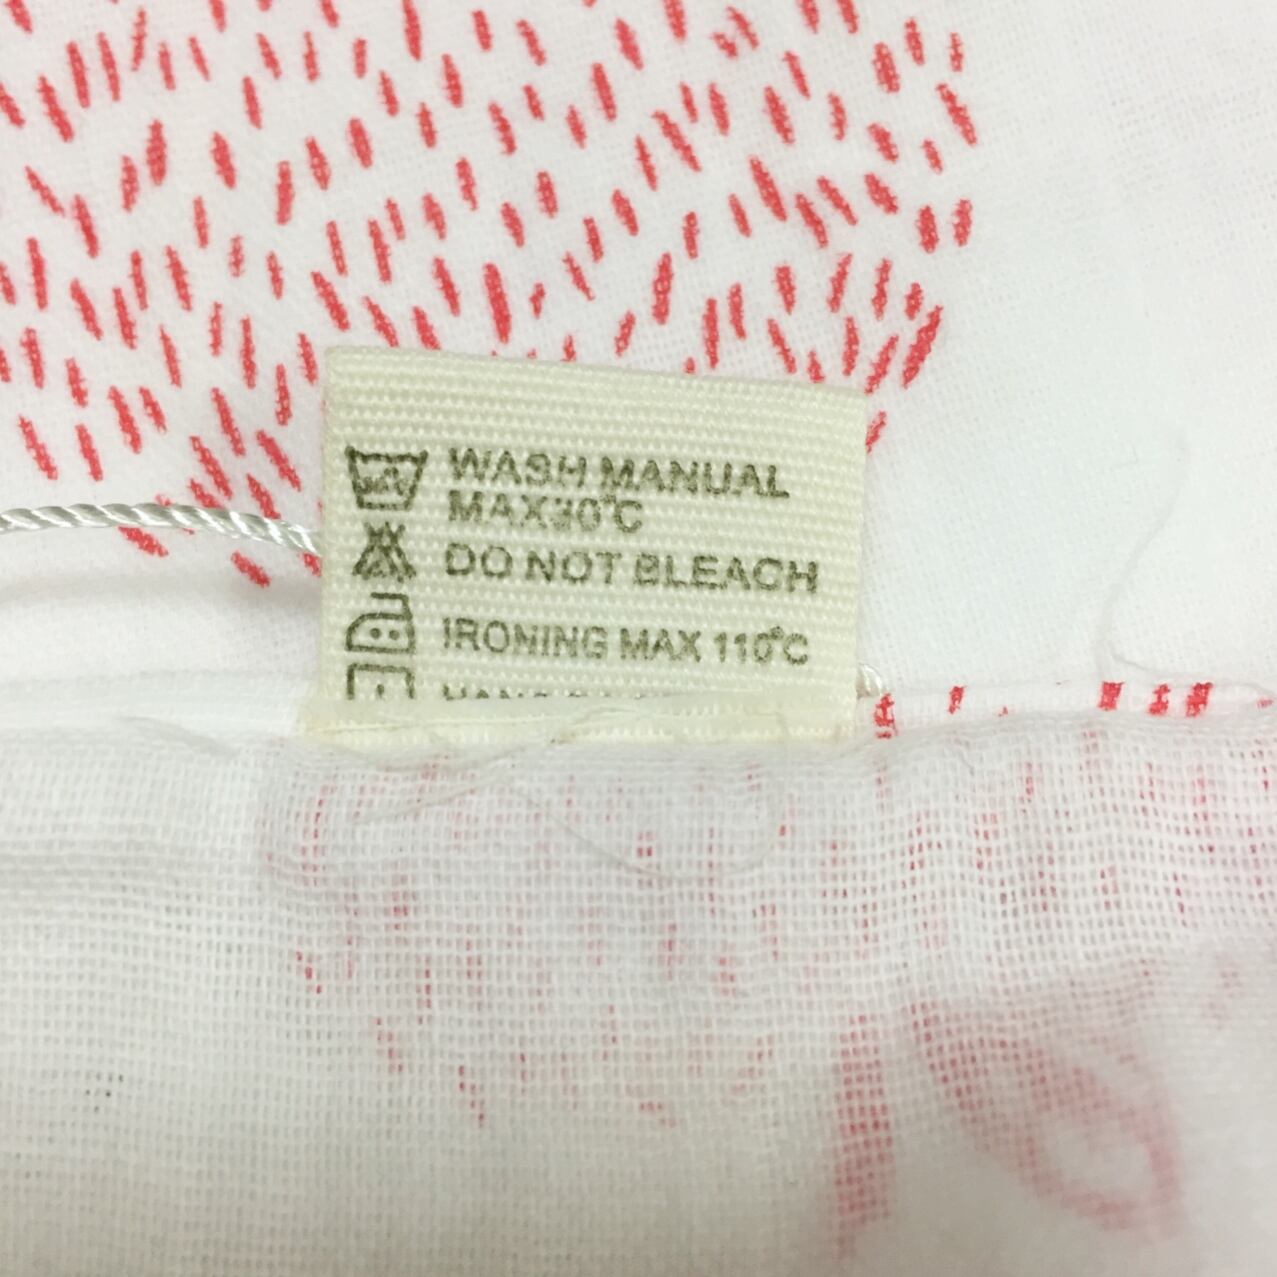 WASH MANUAL
MAX30°C
DO NOT BLEACH
IRONING MAX 110°C